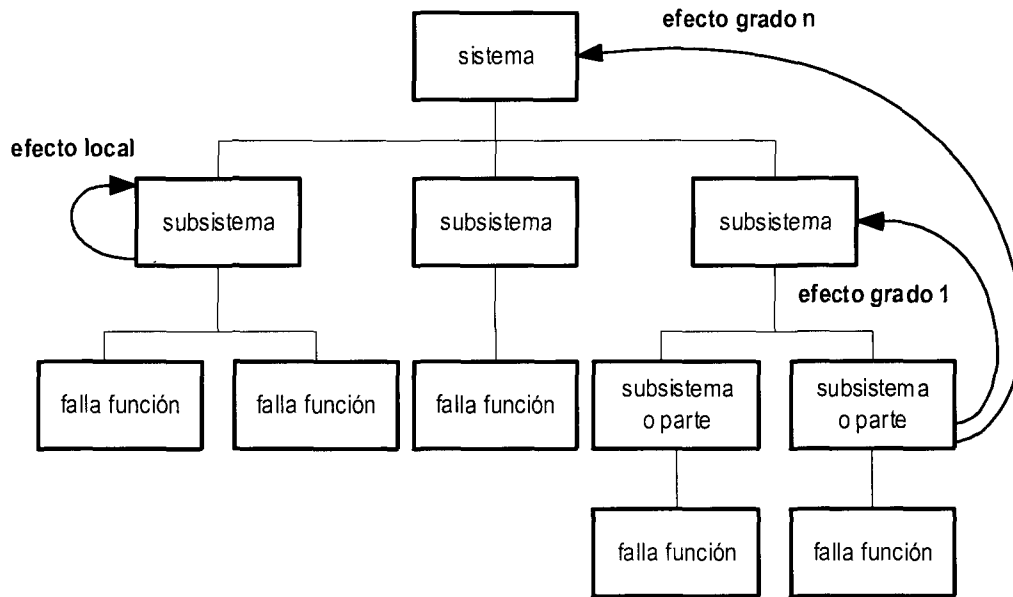 efecto grado n
sistema
efecto local
subsistema
subsistema
subsistema
efecto grado 1
falla función
falla función
falla función
subsistema
o parte
subsistema
o parte
falla función
falla función